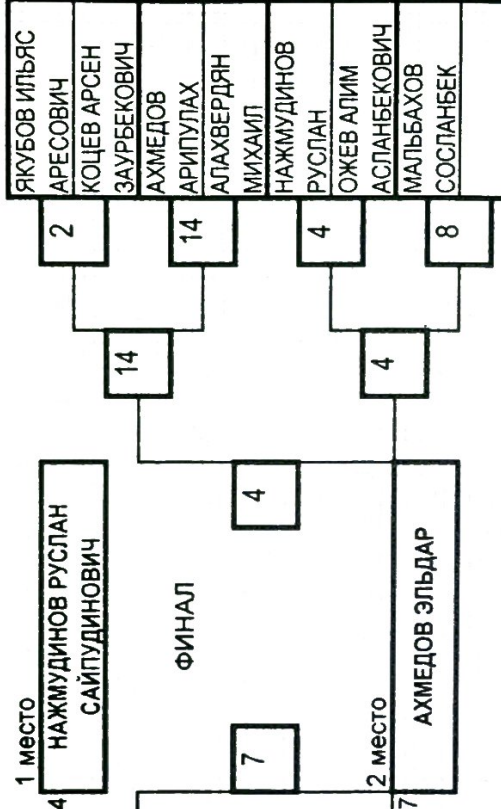 ЯКУБОВ ИЛЬЯС
АРЕСОВИЧ
КОЦЕВ АРСЕН
ЗАУРБЕКОВИЧ
АХМЕДОВ
АРИПУЛАХ
АЛАХВЕРДЯН
МИХАИЛ
НАЖМУДИНОВ
РУСЛАН
ОЖЕВ АЛИМ
АСЛАНБЕКОВИЧ
МАЛЬБАХОВ
СОСЛАНБЕК
2
14
4
8
14
4
4
1 место
4
НАЖМУДИНОВ РУСЛАН
САЙПУДИНОВИЧ
ФИНАЛ
7
2 место
7
АХМЕДОВ ЭЛЬДАР